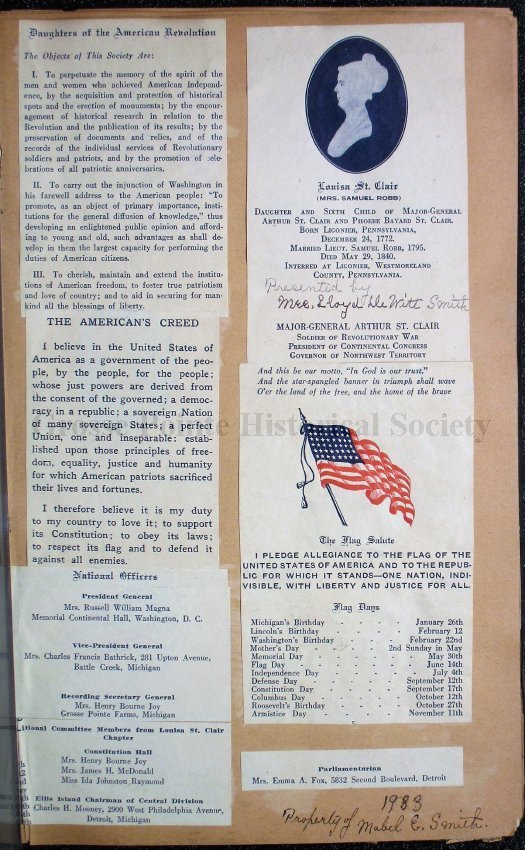 Daughters of the American Revolution
The Objects of This Society Are:
I. To perpetuate the memory of the spirit of the
men and women who achieved American independ-
ence, by the acquisition and protection of historical
spots and the erection of monuments; by the encour-
agement of historical research in relation to the
Revolution and the publication of its results; by the
preservation of documents and relics, and of the
records of the individual services of Revolutionary
soldiers and patriots, and by the promotion of cele-
brations of all patriotic anniversaries.
II. To carry out the injunction of Washington in
his farewell address to the American people: "To
promote, as an object of primary importance, insti-
tutions for the general diffusion of knowledge," thus
developing an enlightened public opinion and afford-
ing to young and old, such advantages as shall de-
velop in them the largest capacity for performing the
duties of American citizens.
III. To cherish, maintain and extend the institu-
tions of American freedom, to foster true patriotism
and love of country; and to aid in securing for man-
kind all the blessings of liberty.
THE AMERICAN'S CREED
I believe in the United States of
America as a government of the peo-
ple, by the people, for the people;
whose just powers are derived from
the consent of the governed; a democ-
racy in a republic; a sovereign Nation
of many sovereign States; a perfect
Union, one and inseparable: estab-
lished upon those principles of free-
dom, equality, justice and humanity
for which American patriots sacrificed
their lives and fortunes.
I therefore believe it is my duty
to my country to love it; to support
its Constitution; to obey its laws;
to respect its flag and to defend it
against all enemies.
National Officers
President General
Mrs. Russell William Magna
Memorial Continental Hall, Washington, D. C.
Vice-President General
Mrs. Charles Francis Bathrick, 281 Upton Avenue,
Battle Creek, Michigan
Recording Secretary General
Mrs. Henry Bourne Joy
Grosse Pointe Farms, Michigan
itional Committee Members from Louisa St. Clair
Chapter
Constitution Hall
Mrs. Henry Bourne Joy
Mrs. James H. McDonald
Miss Ida Johnston Raymond
Ellis Island Chairman of Central Division
Charles H. Mooney, 2900 West Philadelphia Avenue,
Detroit, Michigan
Louisa St. Clair
(MRS. SAMUEL ROBB)
DAUGHTER AND SIXTH CHILD OF MAJOR-GENERAL
ARTHUR ST. CLAIR AND PHOEBE BAYARD ST. CLAIR.
BORN LIGONIER, PENNSYLVANIA,
DECEMBER 24, 1772.
MARRIED LIEUT. SAMUEL ROBB, 1795.
DIED MAY 29, 1840.
INTERRED AT LIGONIER, WESTMORELAND
COUNTY, PENNSYLVANIA.
Presented by
Mrs. Lloyd De Witt Smith
MAJOR-GENERAL ARTHUR ST. CLAIR
SOLDIER OF REVOLUTIONARY WAR
PRESIDENT OF CONTINENTAL CONGRESS
GOVERNOR OF NORTHWEST TERRITORY
And this be our motto, "In God is our trust."
And the star-spangled banner in triumph shall wave
O'er the land of the free, and the home of the brave
The Flag Salute
I PLEDGE ALLEGIANCE TO THE FLAG OF THE
UNITED STATES OF AMERICA AND TO THE REPUB-
LIC FOR WHICH IT STANDS—ONE NATION, INDI-
VISIBLE, WITH LIBERTY AND JUSTICE FOR ALL.
Flag Days
Michigan's Birthday - - - - January 26th
Lincoln's Birthday - - - - February 12
Washington's Birthday - - - - February 22nd
Mother's Day - - - - 2nd Sunday in May
Memorial Day - - - - May 30th
Flag Day - - - - June 14th
Independence Day - - - - July 4th
Defense Day - - - - September 12th
Constitution Day - - - - September 17th
Columbus Day - - - - October 12th
Roosevelt's Birthday - - - - October 27th
Armistice Day - - - - November 11th
5
Parliamentarian
Mrs. Emma A. Fox, 5832 Second Boulevard, Detroit
1933
Property of Mabel E. Smith.
Grosse Pointe Historical Society